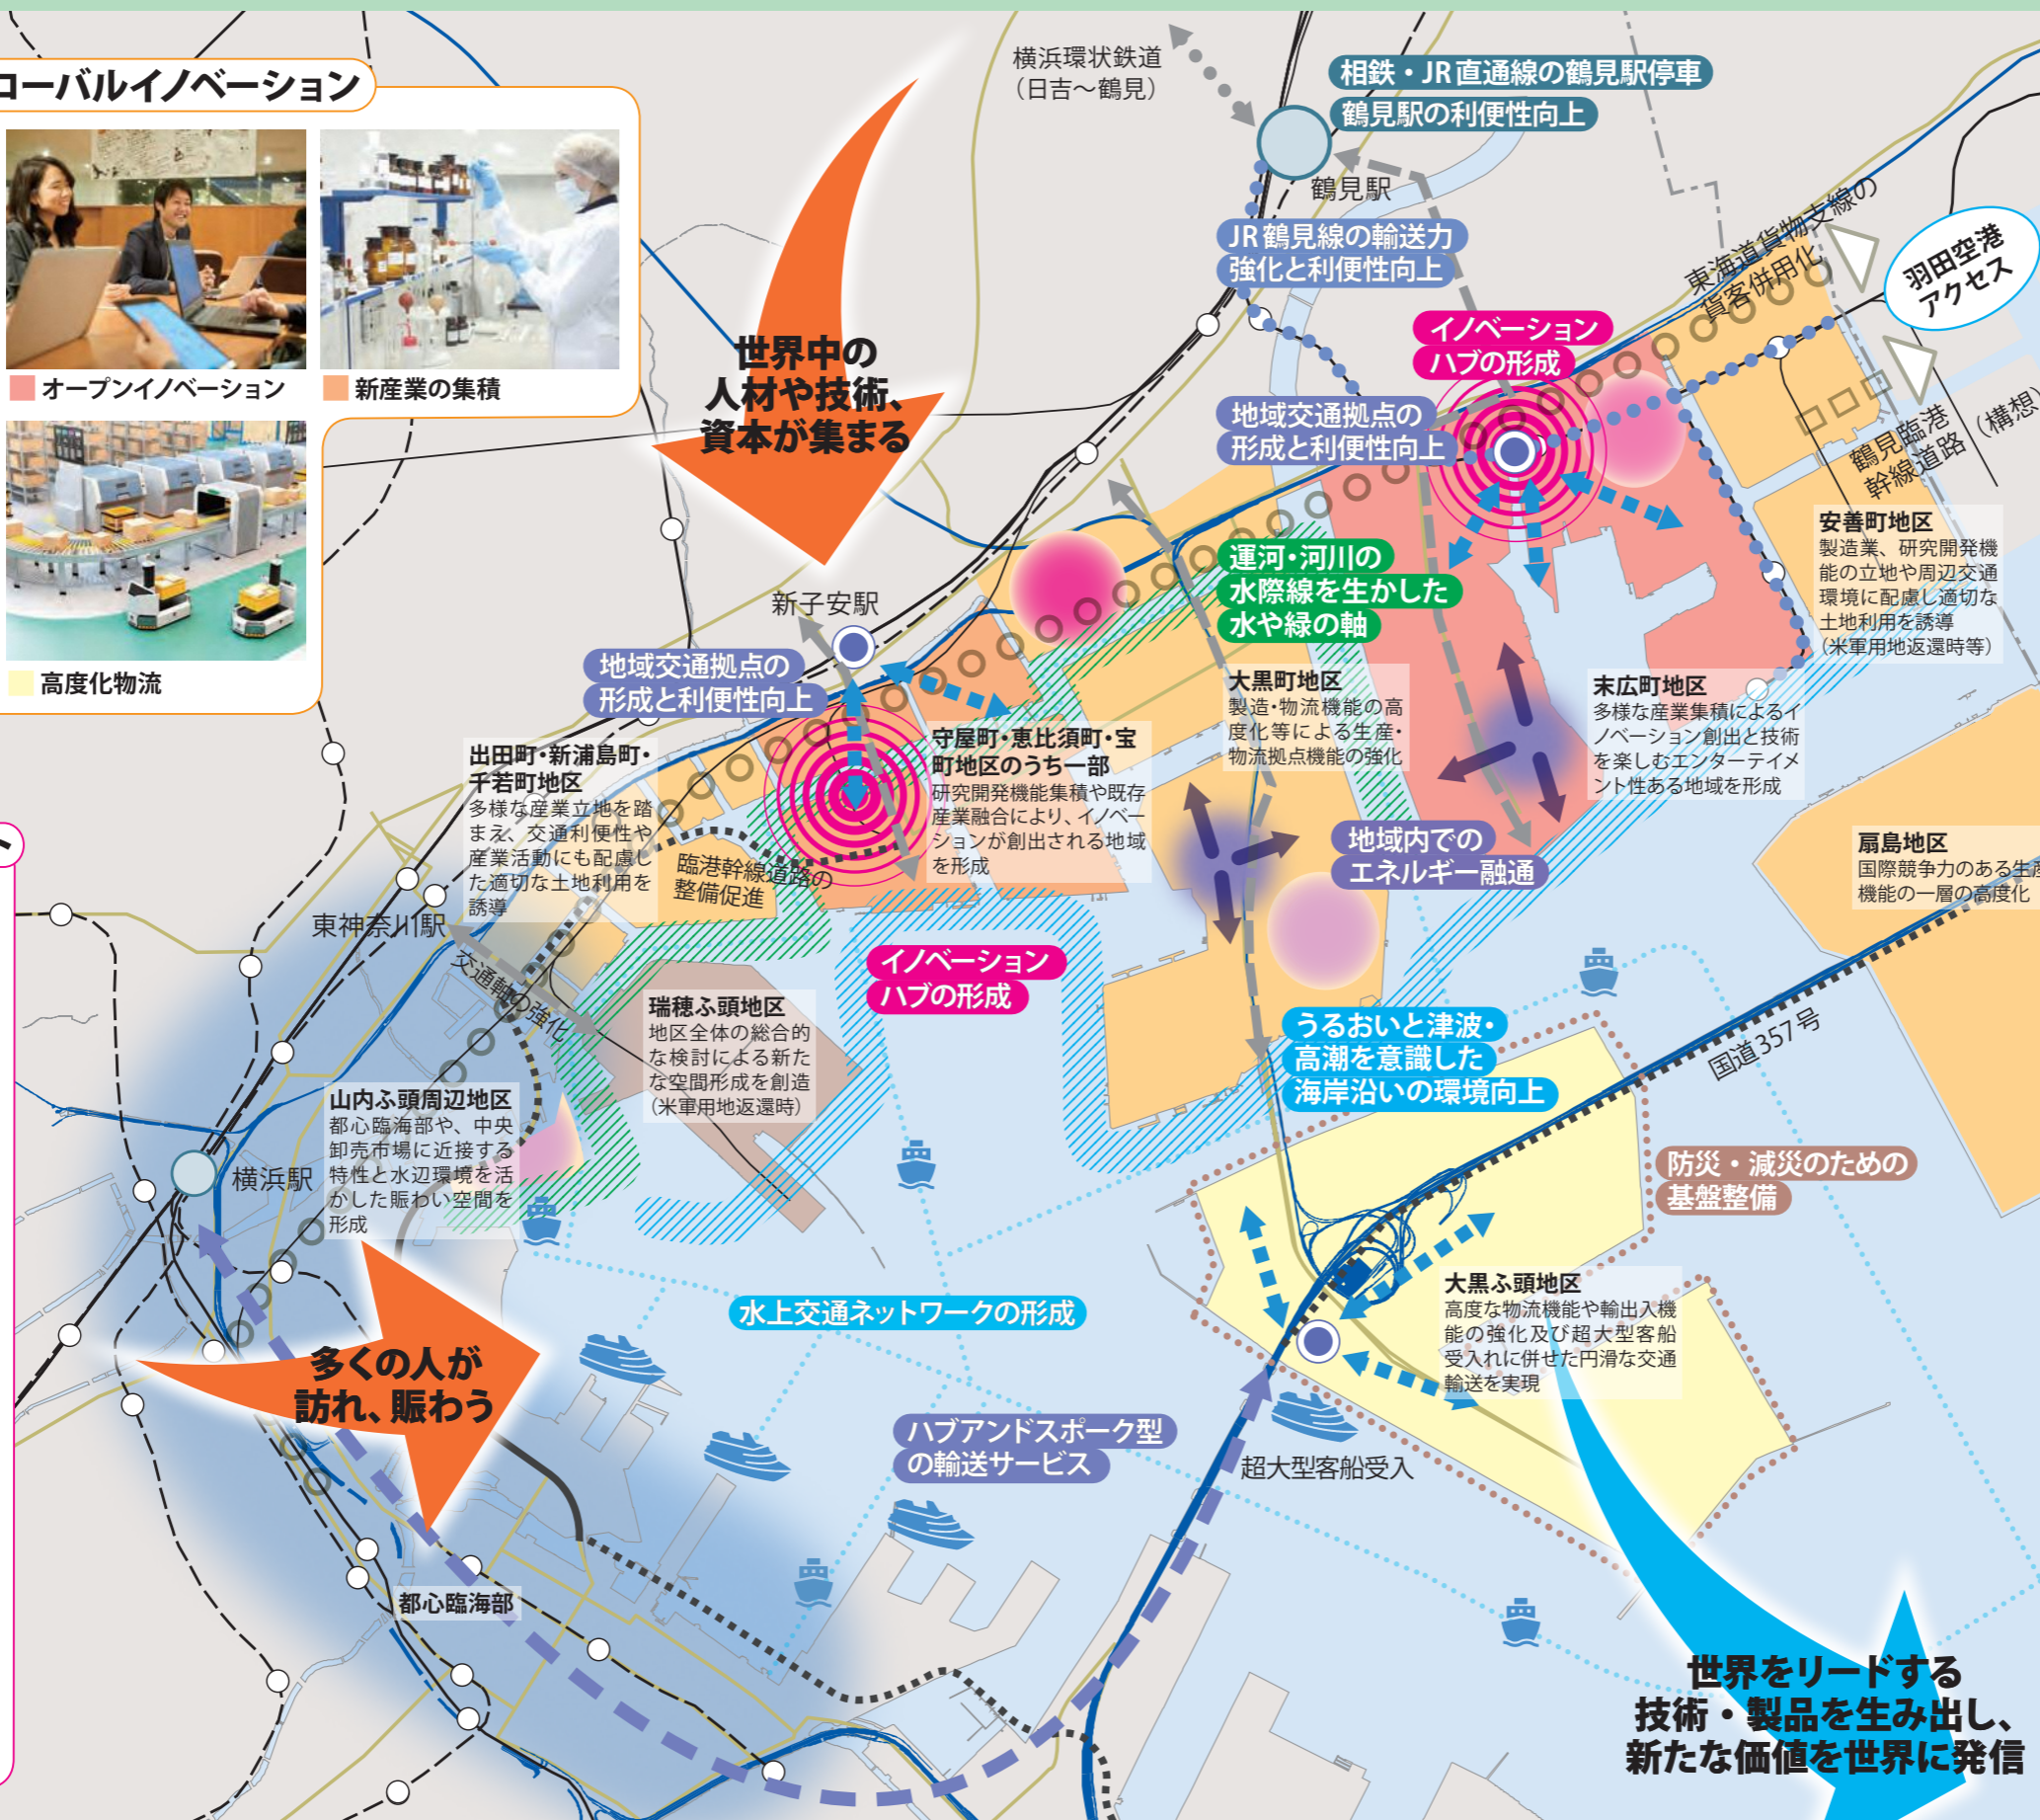 ローバルイノベーション
オープンイノベーション
新産業の集積
高度化物流
ト
横浜環状鉄道
（日吉〜鶴見）
相鉄・JR直通線の鶴見駅停車
鶴見駅の利便性向上
鶴見駅
JR鶴見線の輸送力
強化と利便性向上
東海道貨物支線の
貨客併用化
羽田空港
アクセス
世界中の
人材や技術、
資本が集まる
イノベーション
ハブの形成
地域交通拠点の
形成と利便性向上
鶴見臨港
幹線道路（構想）
安善町地区
製造業、研究開発機
能の立地や周辺交通
環境に配慮し適切な
土地利用を誘導
（米軍用地返還時等）
運河・河川の
水際線を生かした
水や緑の軸
新子安駅
地域交通拠点の
形成と利便性向上
大黒町地区
製造・物流機能の高
度化等による生産・
物流拠点機能の強化
末広町地区
多様な産業集積によるイ
ノベーション創出と技術
を楽しむエンターテイメ
ント性ある地域を形成
出田町・新浦島町・
千若町地区
多様な産業立地を踏
まえ、交通利便性や
産業活動にも配慮し
た適切な土地利用を
誘導
守屋町・恵比須町・宝
町地区のうち一部
研究開発機能集積や既存
産業融合により、イノベー
ションが創出される地域
を形成
臨港幹線道路の
整備促進
地域内での
エネルギー融通
扇島地区
国際競争力のある生産
機能の一層の高度化
東神奈川駅
交通軸の強化
イノベーション
ハブの形成
瑞穂ふ頭地区
地区全体の総合的
な検討による新た
な空間形成を創造
（米軍用地返還時）
うるおいと津波・
高潮を意識した
海岸沿いの環境向上
国道357号
山内ふ頭周辺地区
都心臨海部や、中央
卸売市場に近接する
特性と水辺環境を活
かした賑わい空間を
形成
横浜駅
防災・減災のための
基盤整備
水上交通ネットワークの形成
大黒ふ頭地区
高度な物流機能や輸出入機
能の強化及び超大型客船
受入れに併せた円滑な交通
輸送を実現
多くの人が
訪れ、賑わう
ハブアンドスポーク型
の輸送サービス
超大型客船受入
都心臨海部
世界をリードする
技術・製品を生み出し、
新たな価値を世界に発信